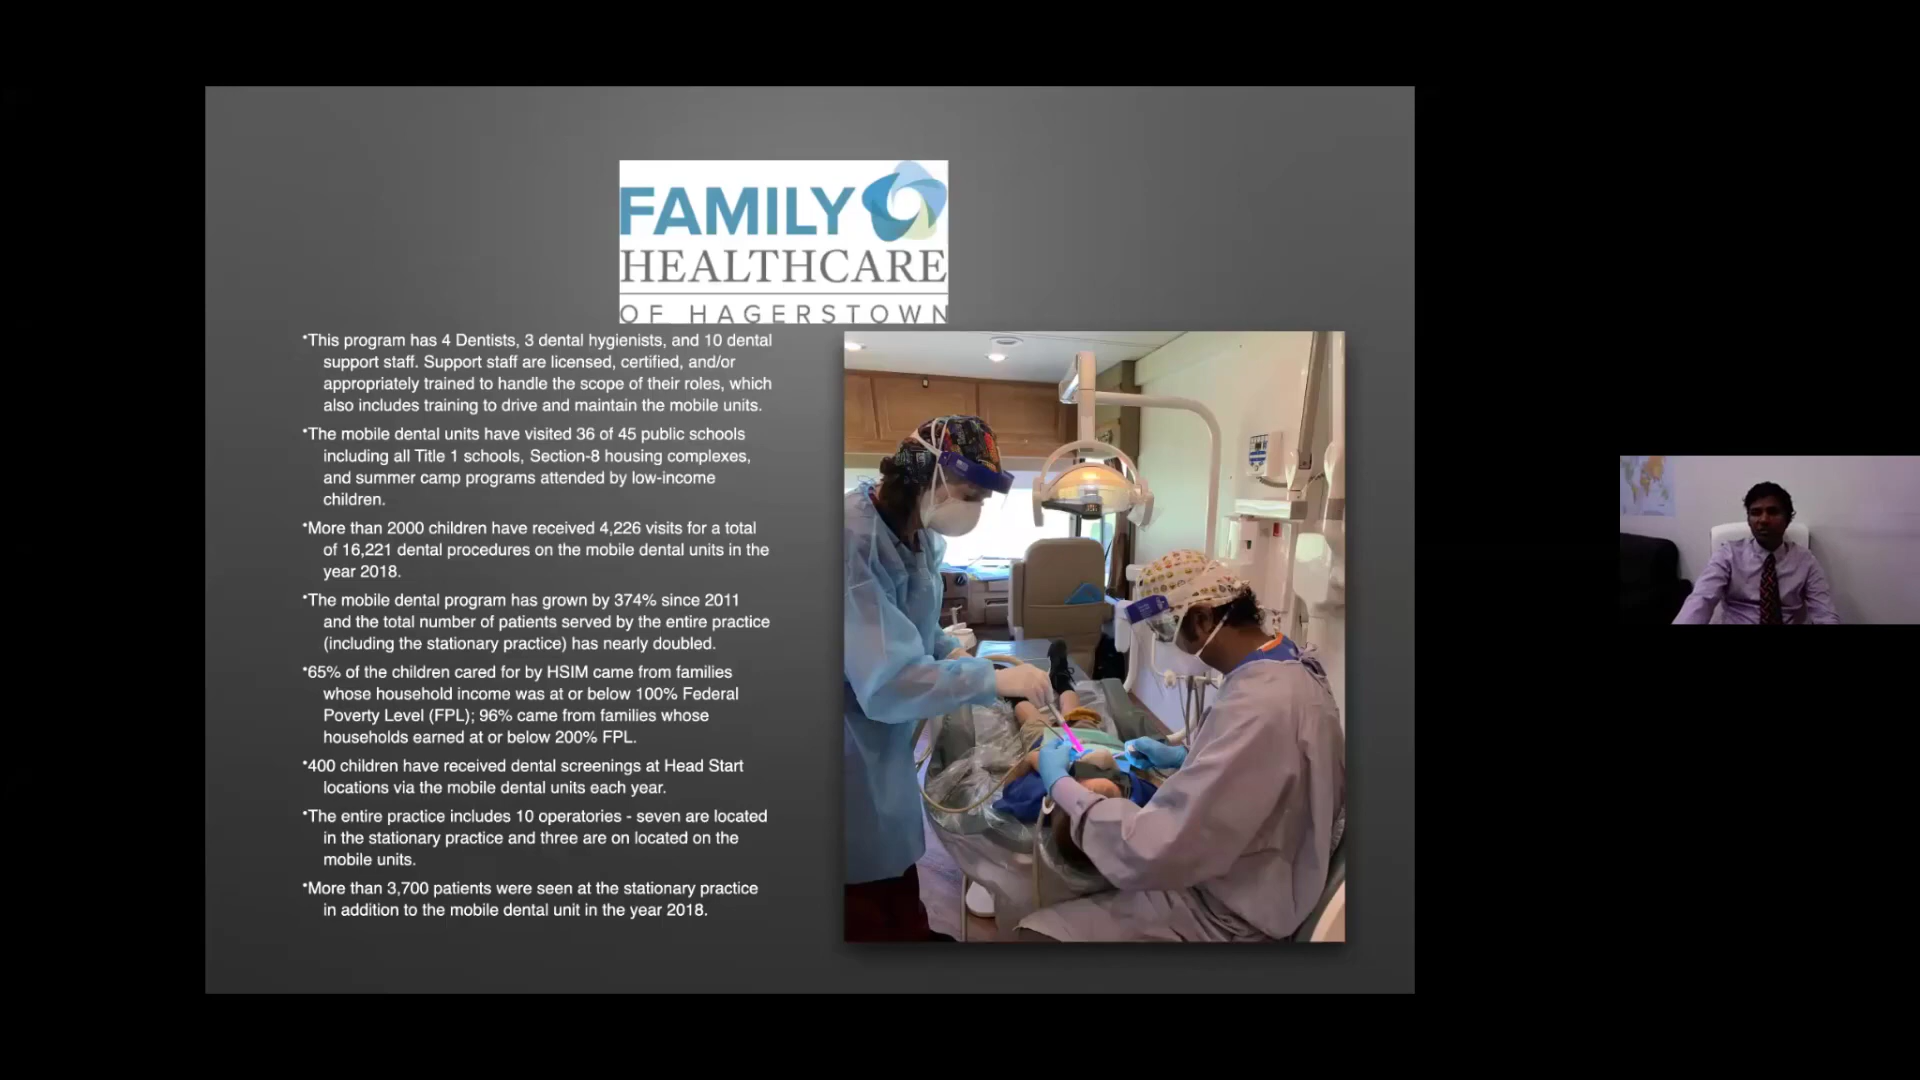 FAMILY
HEALTHCARE
OF HAGERSTOWN
•This program has 4 Dentists, 3 dental hygienists, and 10 dental
support staff. Support staff are licensed, certified, and/or
appropriately trained to handle the scope of their roles, which
also includes training to drive and maintain the mobile units.
•The mobile dental units have visited 36 of 45 public schools
including all Title 1 schools, Section-8 housing complexes,
and summer camp programs attended by low-income
children.
•More than 2000 children have received 4,226 visits for a total
of 16,221 dental procedures on the mobile dental units in the
year 2018.
•The mobile dental program has grown by 374% since 2011
and the total number of patients served by the entire practice
(including the stationary practice) has nearly doubled.
•65% of the children cared for by HSIM came from families
whose household income was at or below 100% Federal
Poverty Level (FPL); 96% came from families whose
households earned at or below 200% FPL.
•400 children have received dental screenings at Head Start
locations via the mobile dental units each year.
•The entire practice includes 10 operatories - seven are located
in the stationary practice and three are on located on the
mobile units.
•More than 3,700 patients were seen at the stationary practice
in addition to the mobile dental unit in the year 2018.